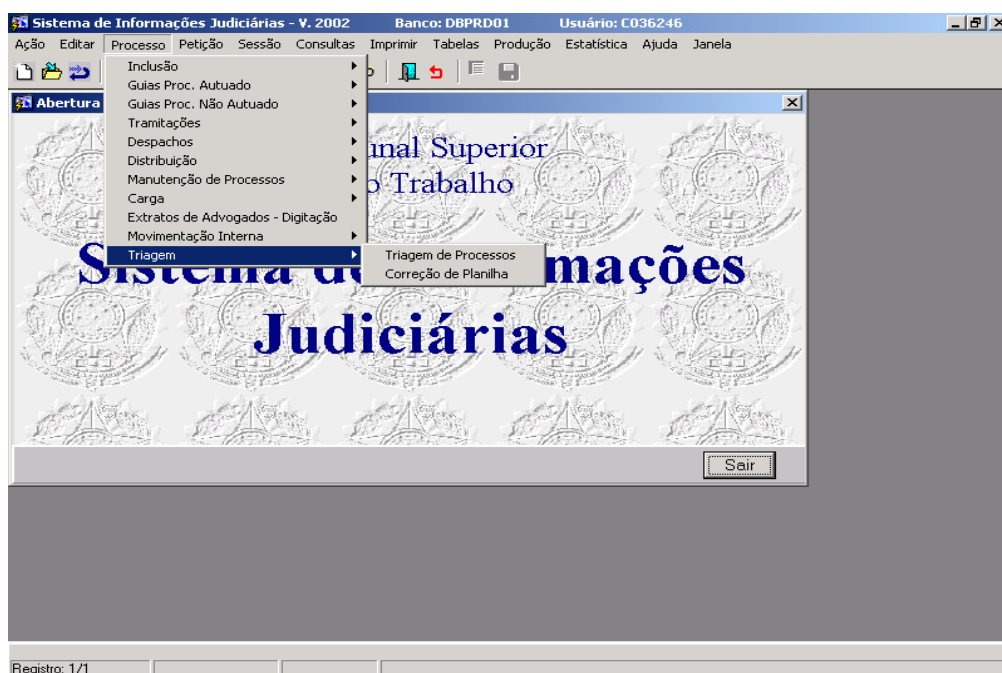 Sistema de Informações Judiciárias - V. 2002 Banco: DBPRD01 Usuário: C036246
Ação Editar Processo Petição Sessão Consultas Imprimir Tabelas Produção Estatística Ajuda Janela
Inclusão
Guias Proc. Autuado
Abertura
Guias Proc. Não Autuado
Tramitações
Despachos
Distribuição
Manutenção de Processos
Carga
Extratos de Advogados - Digitação
Movimentação Interna
Triagem
Triagem de Processos
Correção de Planilha
unal Superior
o Trabalho
Sistema de mações
Judiciárias
Sair
Registro: 1/1